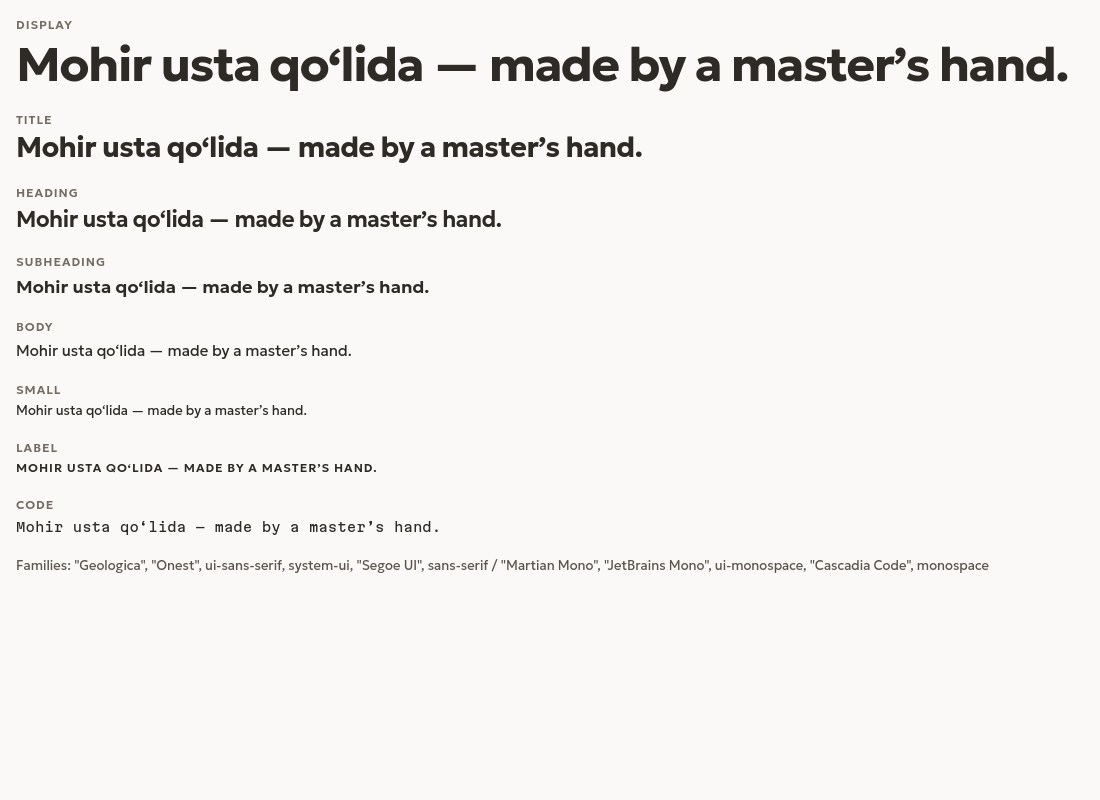 DISPLAY
Mohir usta qo‘lida — made by a master’s hand.
TITLE
Mohir usta qo‘lida — made by a master’s hand.
HEADING
Mohir usta qo‘lida — made by a master’s hand.
SUBHEADING
Mohir usta qo‘lida — made by a master’s hand.
BODY
Mohir usta qo‘lida — made by a master’s hand.
SMALL
Mohir usta qo‘lida — made by a master’s hand.
LABEL
MOHIR USTA QO‘LIDA — MADE BY A MASTER’S HAND.
CODE
Mohir usta qo‘lida — made by a master’s hand.
Families: "Geologica", "Onest", ui-sans-serif, system-ui, "Segoe UI", sans-serif / "Martian Mono", "JetBrains Mono", ui-monospace, "Cascadia Code", monospace